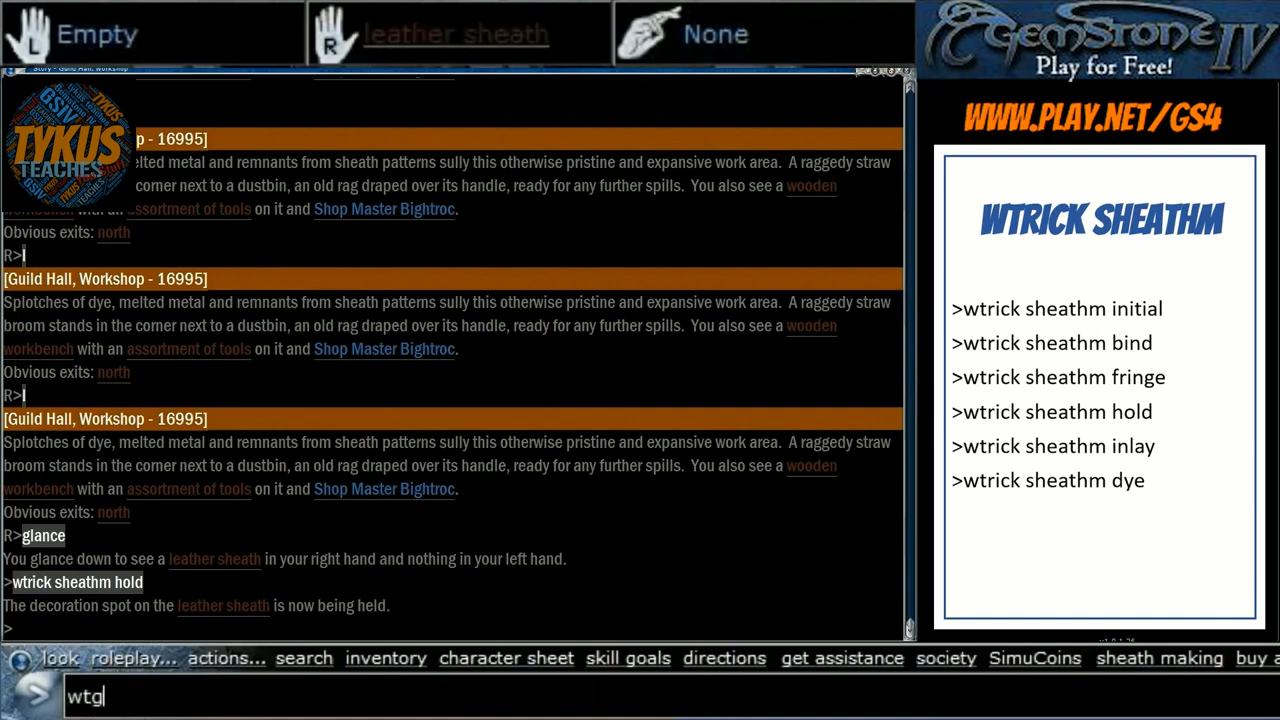 L Empty R leather sheath None
GEMSTONE IV
Play for Free!
Story - Guild Hall, Workshop
WWW.PLAY.NET/GS4
TYKUS
TEACHES
GSIV
p - 16995]
elted metal and remnants from sheath patterns sully this otherwise pristine and expansive work area. A raggedy straw
corner next to a dustbin, an old rag draped over its handle, ready for any further spills. You also see a wooden
workbench with an assortment of tools on it and Shop Master Bightroc.
Obvious exits: north
R>l
[Guild Hall, Workshop - 16995]
Splotches of dye, melted metal and remnants from sheath patterns sully this otherwise pristine and expansive work area. A raggedy straw
broom stands in the corner next to a dustbin, an old rag draped over its handle, ready for any further spills. You also see a wooden
workbench with an assortment of tools on it and Shop Master Bightroc.
Obvious exits: north
R>l
[Guild Hall, Workshop - 16995]
Splotches of dye, melted metal and remnants from sheath patterns sully this otherwise pristine and expansive work area. A raggedy straw
broom stands in the corner next to a dustbin, an old rag draped over its handle, ready for any further spills. You also see a wooden
workbench with an assortment of tools on it and Shop Master Bightroc.
Obvious exits: north
R>glance
You glance down to see a leather sheath in your right hand and nothing in your left hand.
>wtrick sheathm hold
The decoration spot on the leather sheath is now being held.
>
WTRICK SHEATHM
>wtrick sheathm initial
>wtrick sheathm bind
>wtrick sheathm fringe
>wtrick sheathm hold
>wtrick sheathm inlay
>wtrick sheathm dye
look roleplay... actions... search inventory character sheet skill goals directions get assistance society SimuCoins sheath making buy a
> wtg